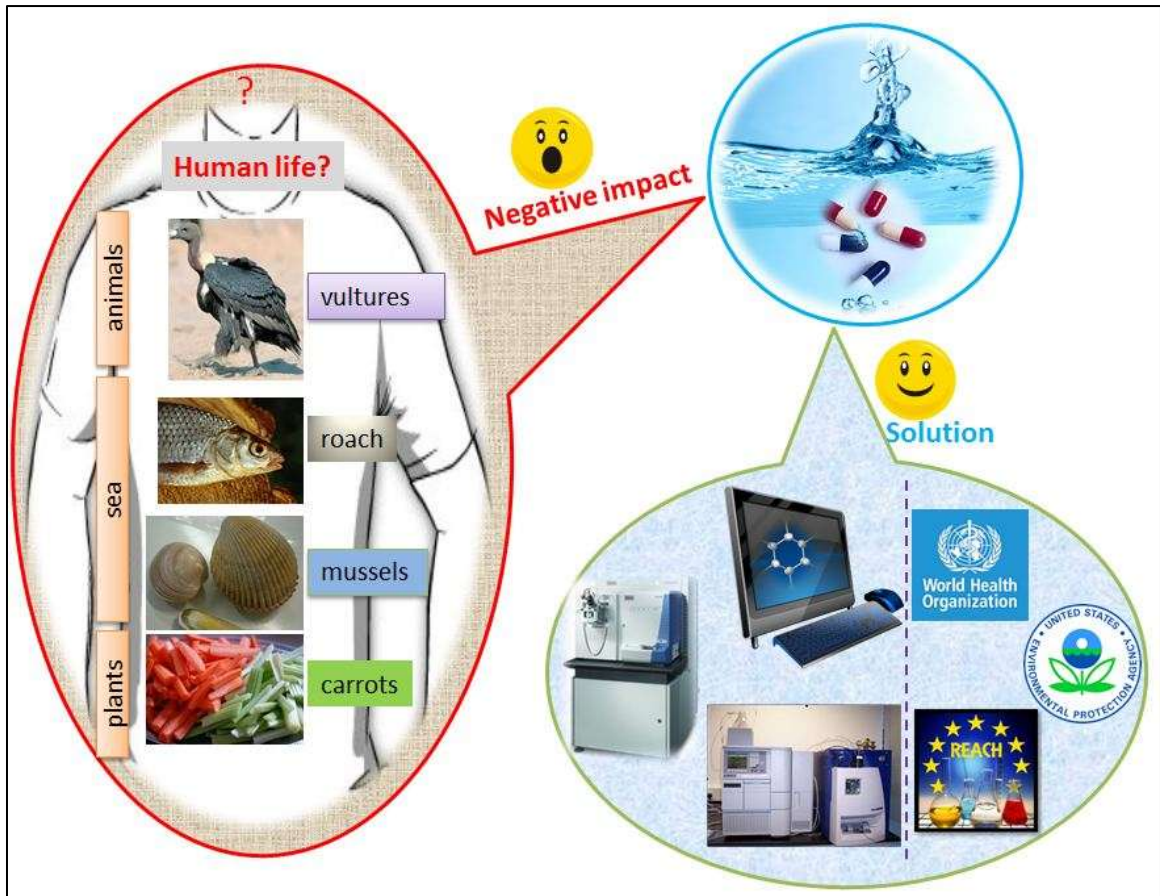 ?
Human life?
animals
vultures
sea
roach
mussels
plants
carrots
Negative impact
Solution
World Health
Organization
UNITED STATES
ENVIRONMENTAL PROTECTION AGENCY
REACH